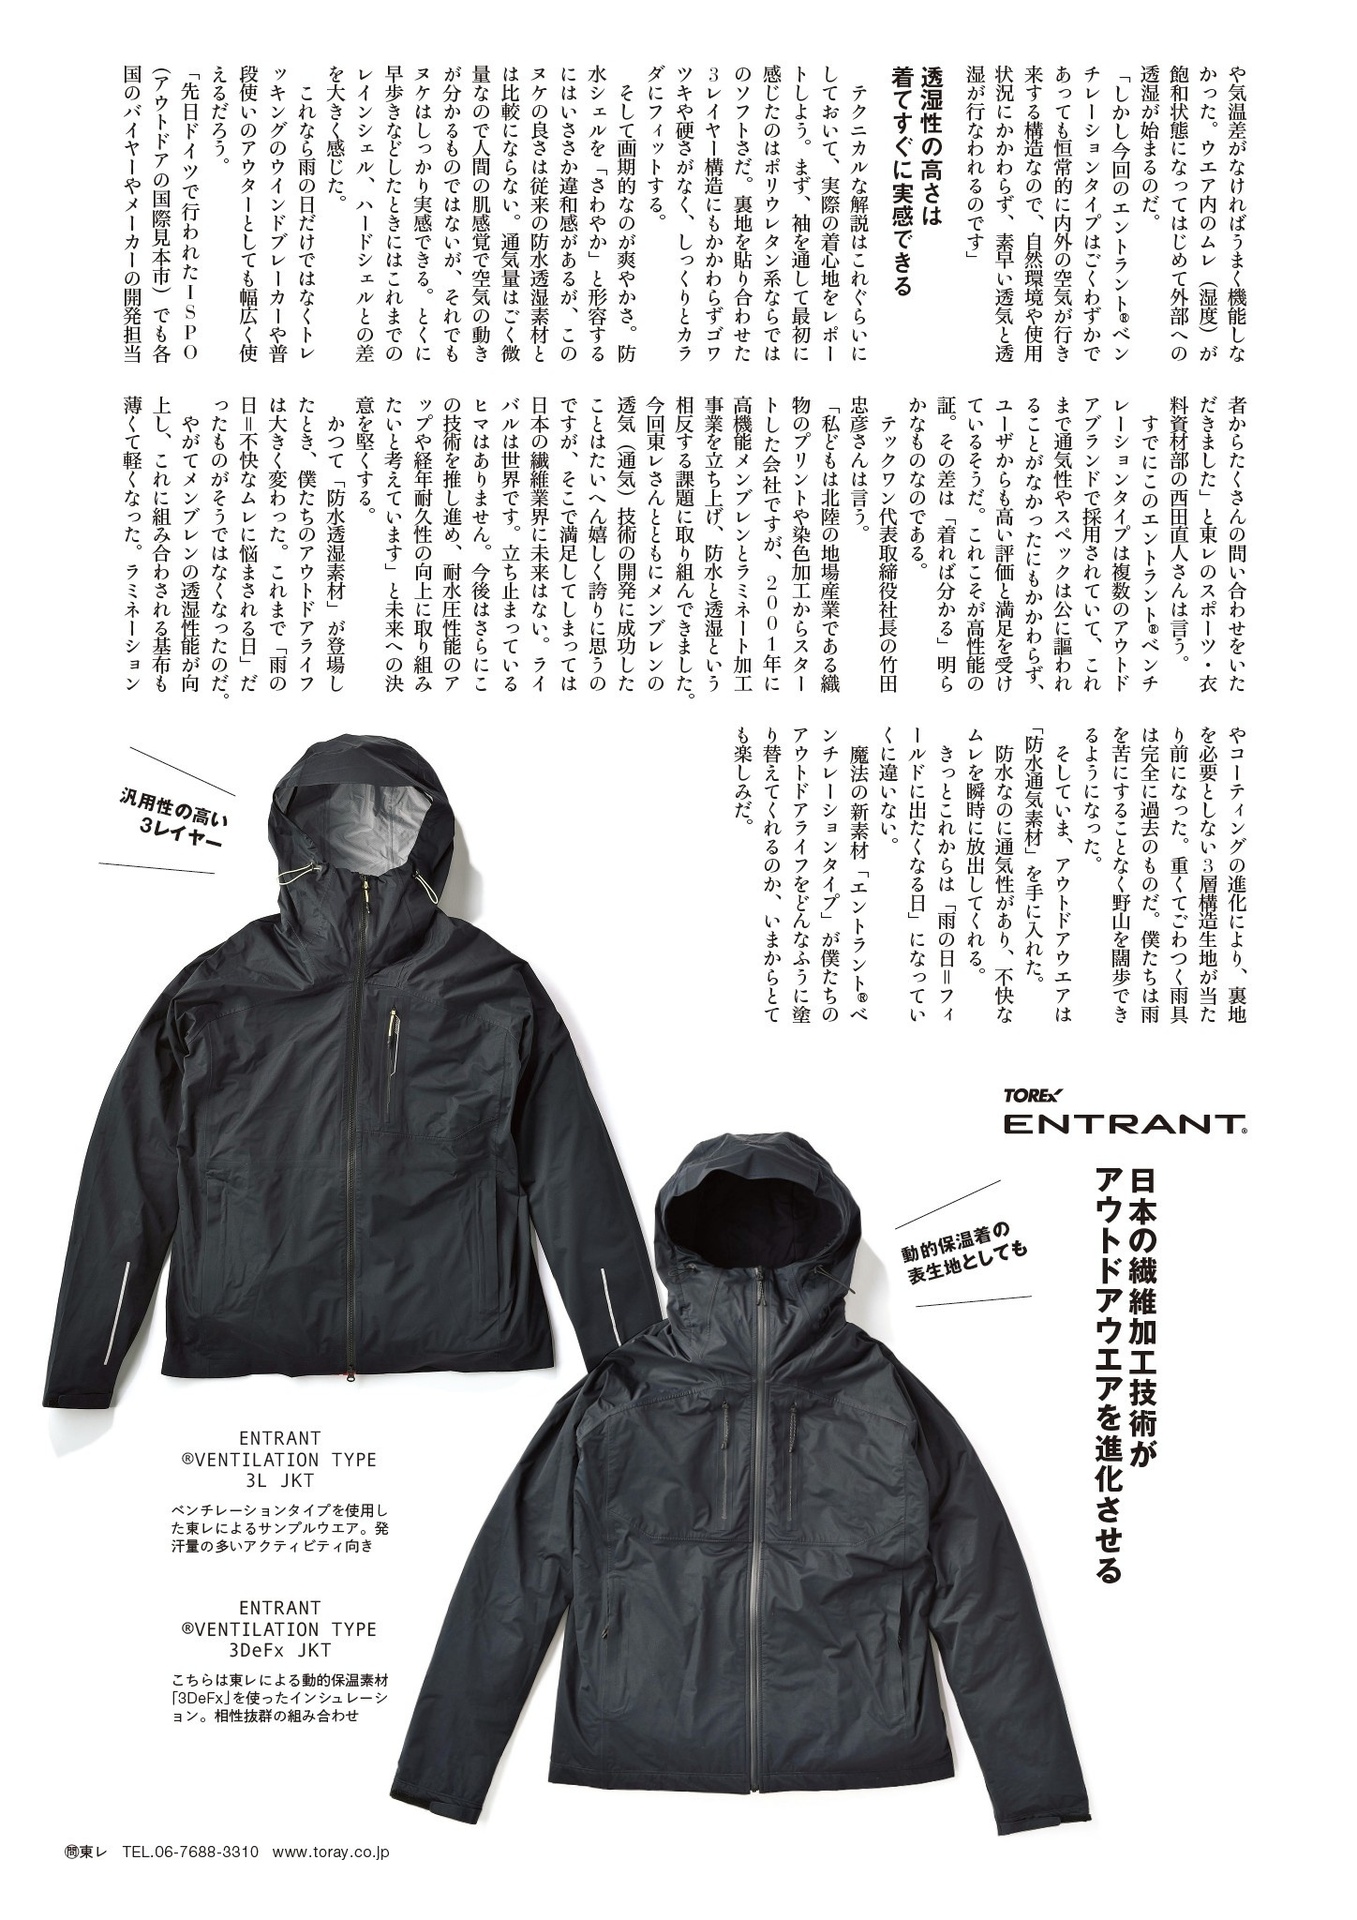 や気温差がなければうまく機能しな
かった。ウエア内のムレ（湿度）が
飽和状態になってはじめて外部への
透湿が始まるのだ。
「しかし今回のエントラント®ベン
チレーションタイプはごくわずかで
あっても恒常的に内外の空気が行き
来する構造なので、自然環境や使用
状況にかかわらず、素早い透気と透
湿が行なわれるのです」
透湿性の高さは
着てすぐに実感できる
テクニカルな解説はこれぐらいに
しておいて、実際の着心地をレポー
トしよう。まず、袖を通して最初に
感じたのはポリウレタン系ならでは
のソフトさだ。裏地を貼り合わせた
3レイヤー構造にもかかわらずゴワ
ツキや硬さがなく、しっくりとカラ
ダにフィットする。
そして画期的なのが爽やかさ。防
水シェルを「さわやか」と形容する
にはいささか違和感があるが、この
ヌケの良さは従来の防水透湿素材と
は比較にならない。通気量はごく微
量なので人間の肌感覚で空気の動き
が分かるものではないが、それでも
ヌケはしっかり実感できる。とくに
早歩きなどしたときにはこれまでの
レインシェル、ハードシェルとの差
を大きく感じた。
これなら雨の日だけではなくトレ
ッキングのウインドブレーカーや普
段使いのアウターとしても幅広く使
えるだろう。
「先日ドイツで行われたISPO
（アウトドアの国際見本市）でも各
国のバイヤーやメーカーの開発担当
者からたくさんの問い合わせをいた
だきました」と東レのスポーツ・衣
料資材部の西田直人さんは言う。
すでにこのエントラント®ベンチ
レーションタイプは複数のアウトド
アブランドで採用されていて、これ
まで通気性やスペックは公に謳われ
ることがなかったにもかかわらず、
ユーザからも高い評価と満足を受け
ているそうだ。これこそが高性能の
証。その差は「着れば分かる」明ら
かなものなのである。
テックワン代表取締役社長の竹田
忠彦さんは言う。
「私どもは北陸の地場産業である織
物のプリントや染色加工からスター
トした会社ですが、2001年に
高機能メンブレンとラミネート加工
事業を立ち上げ、防水と透湿という
相反する課題に取り組んできました。
今回東レさんとともにメンブレンの
透気（通気）技術の開発に成功した
ことはたいへん嬉しく誇りに思うの
ですが、そこで満足してしまっては
日本の繊維業界に未来はない。ライ
バルは世界です。立ち止まっている
ヒマはありません。今後はさらにこ
の技術を推し進め、耐水圧性能のア
ップや経年耐久性の向上に取り組み
たいと考えています」と未来への決
意を堅くする。
かつて「防水透湿素材」が登場し
たとき、僕たちのアウトドアライフ
は大きく変わった。これまで「雨の
日＝不快なムレに悩まされる日」だ
ったものがそうではなくなったのだ。
やがてメンブレンの透湿性能が向
上し、これに組み合わされる基布も
薄くて軽くなった。ラミネーション
やコーティングの進化により、裏地
を必要としない3層構造生地が当た
り前になった。重くてごわつく雨具
は完全に過去のものだ。僕たちは雨
を苦にすることなく野山を闊歩でき
るようになった。
そしていま、アウトドアウエアは
「防水通気素材」を手に入れた。
防水なのに通気性があり、不快な
ムレを瞬時に放出してくれる。
きっとこれからは「雨の日＝フィ
ールドに出たくなる日」になってい
くに違いない。
魔法の新素材「エントラント®ベ
ンチレーションタイプ」が僕たちの
アウトドアライフをどんなふうに塗
り替えてくれるのか、いまからとて
も楽しみだ。
汎用性の高い
3レイヤー
TOREX
ENTRANT®
日本の繊維加工技術が
アウトドアウエアを進化させる
動的保温着の
表生地としても
ENTRANT
®VENTILATION TYPE
3L JKT
ベンチレーションタイプを使用し
た東レによるサンプルウエア。発
汗量の多いアクティビティ向き
ENTRANT
®VENTILATION TYPE
3DeFx JKT
こちらは東レによる動的保温素材
「3DeFx」を使ったインシュレーシ
ョン。相性抜群の組み合わせ
㉄東レ TEL.06-7688-3310 www.toray.co.jp